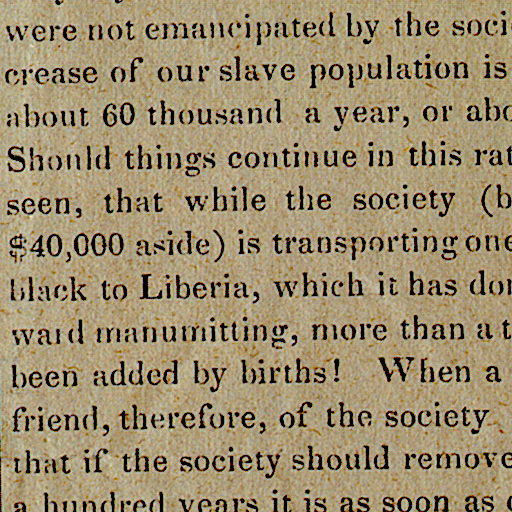 were not emancipated by the soci
crease of our slave population is
about 60 thousand a year, or abo
Should things continue in this rat
seen, that while the society (b
$40,000 aside) is transporting one
black to Liberia, which it has don
ward manumitting, more than a t
been added by births! When a
friend, therefore, of the society
that if the society should remove
a hundred years it is as soon as